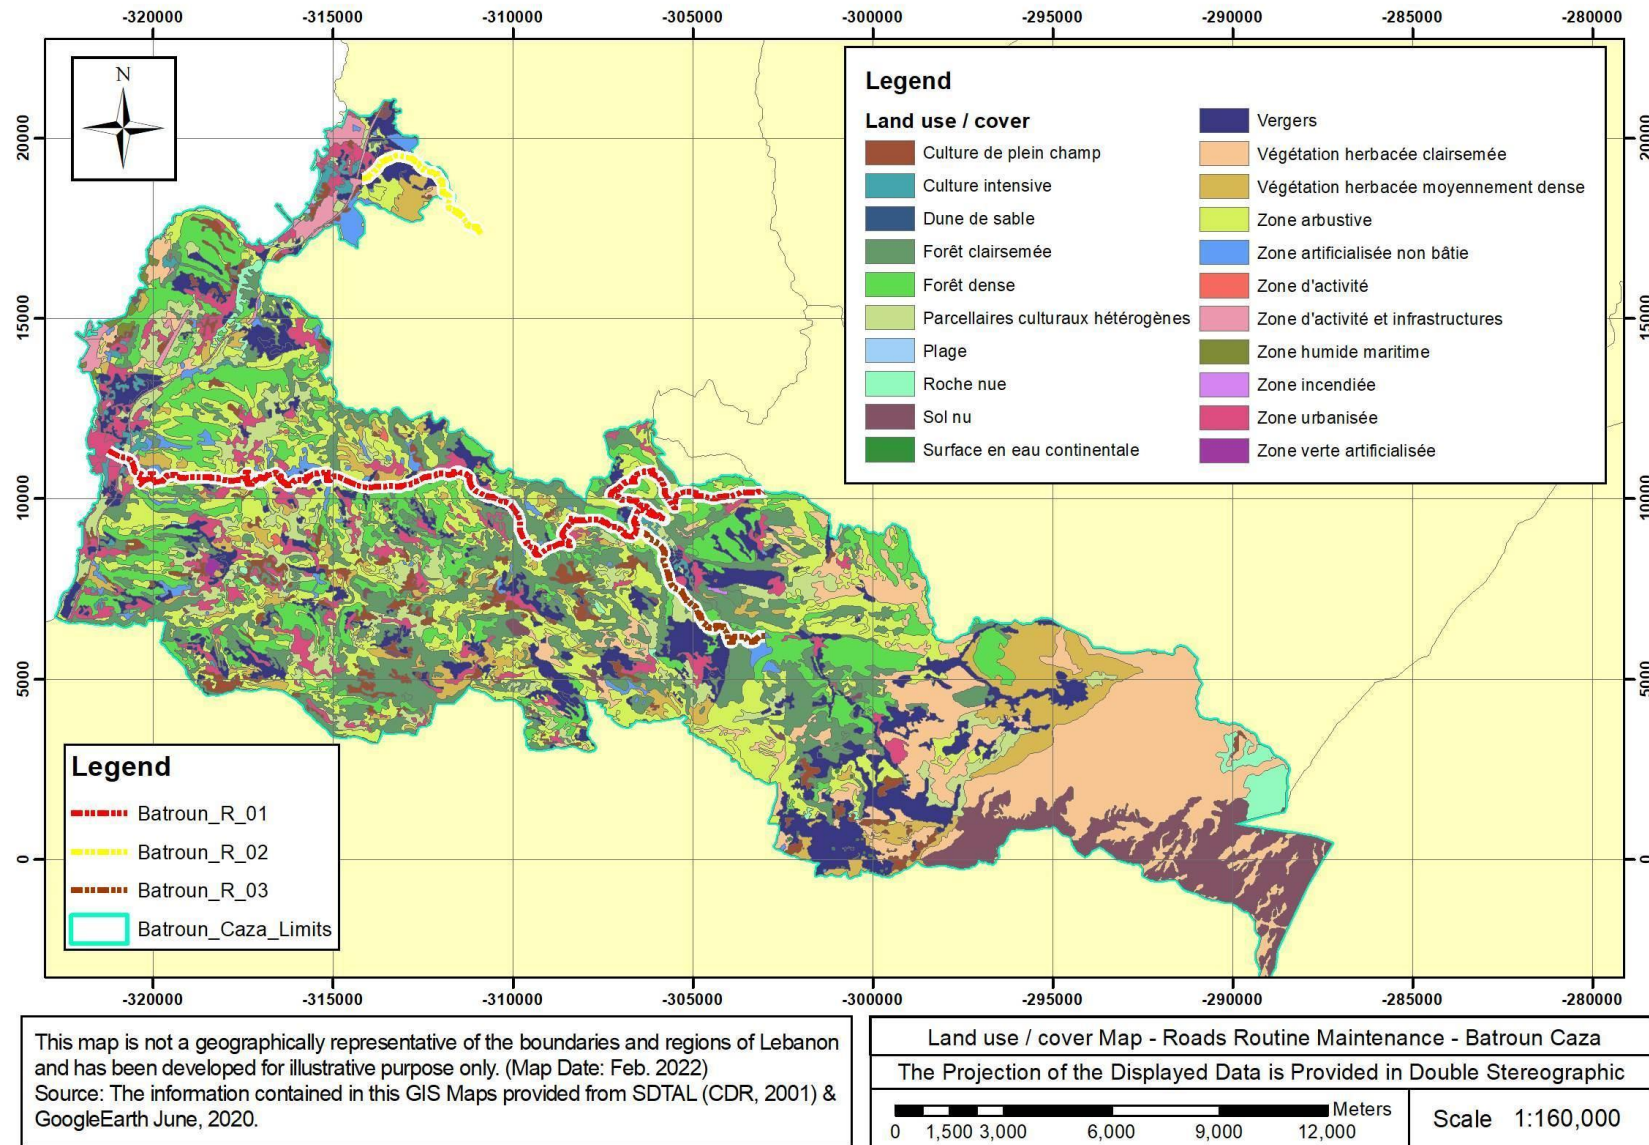 -320000 -315000 -310000 -305000 -300000 -295000 -290000 -285000 -280000
N
Legend
Land use / cover
Culture de plein champ
Culture intensive
Dune de sable
Forêt clairsemée
Forêt dense
Parcellaires culturaux hétérogènes
Plage
Roche nue
Sol nu
Surface en eau continentale
Vergers
Végétation herbacée clairsemée
Végétation herbacée moyennement dense
Zone arbustive
Zone artificialisée non bâtie
Zone d'activité
Zone d'activité et infrastructures
Zone humide maritime
Zone incendiée
Zone urbanisée
Zone verte artificialisée
20000
15000
10000
5000
0
20000
15000
10000
5000
0
Legend
Batroun_R_01
Batroun_R_02
Batroun_R_03
Batroun_Caza_Limits
-320000 -315000 -310000 -305000 -300000 -295000 -290000 -285000 -280000
This map is not a geographically representative of the boundaries and regions of Lebanon
and has been developed for illustrative purpose only. (Map Date: Feb. 2022)
Source: The information contained in this GIS Maps provided from SDTAL (CDR, 2001) &
GoogleEarth June, 2020.
Land use / cover Map - Roads Routine Maintenance - Batroun Caza
The Projection of the Displayed Data is Provided in Double Stereographic
Meters
0 1,500 3,000 6,000 9,000 12,000
Scale 1:160,000